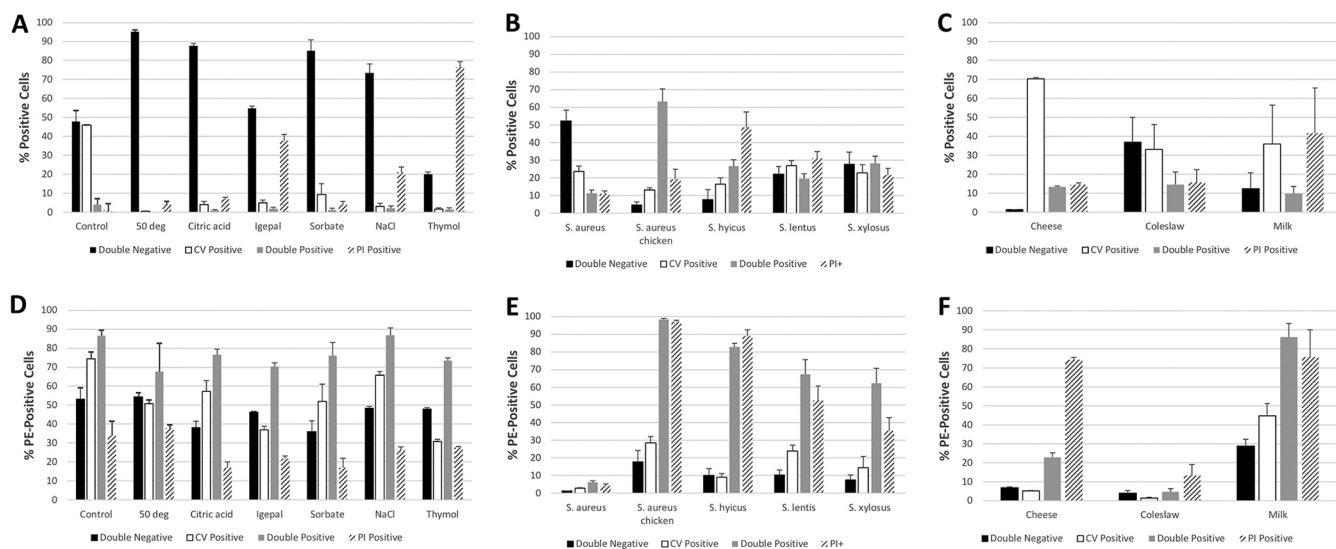 A
% Positive Cells
100
90
80
70
60
50
40
30
20
10
0
Control 50 deg Citric acid Igepal Sorbate NaCl Thymol
Double Negative CV Positive Double Positive PI Positive
B
% Positive Cells
100
90
80
70
60
50
40
30
20
10
0
S. aureus S. aureus chicken S. hyicus S. lentus S. xylosus
Double Negative CV Positive Double Positive PI+
C
% Positive Cells
100
90
80
70
60
50
40
30
20
10
0
Cheese Coleslaw Milk
Double Negative CV Positive Double Positive PI Positive
D
% PE-Positive Cells
100
90
80
70
60
50
40
30
20
10
0
Control 50 deg Citric acid Igepal Sorbate NaCl Thymol
Double Negative CV Positive Double Positive PI Positive
E
% PE-Positive Cells
100
90
80
70
60
50
40
30
20
10
0
S. aureus S. aureus chicken S. hyicus S. lentus S. xylosus
Double Negative CV Positive Double Positive PI+
F
% PE-Positive Cells
100
90
80
70
60
50
40
30
20
10
0
Cheese Coleslaw Milk
Double Negative CV Positive Double Positive PI Positive